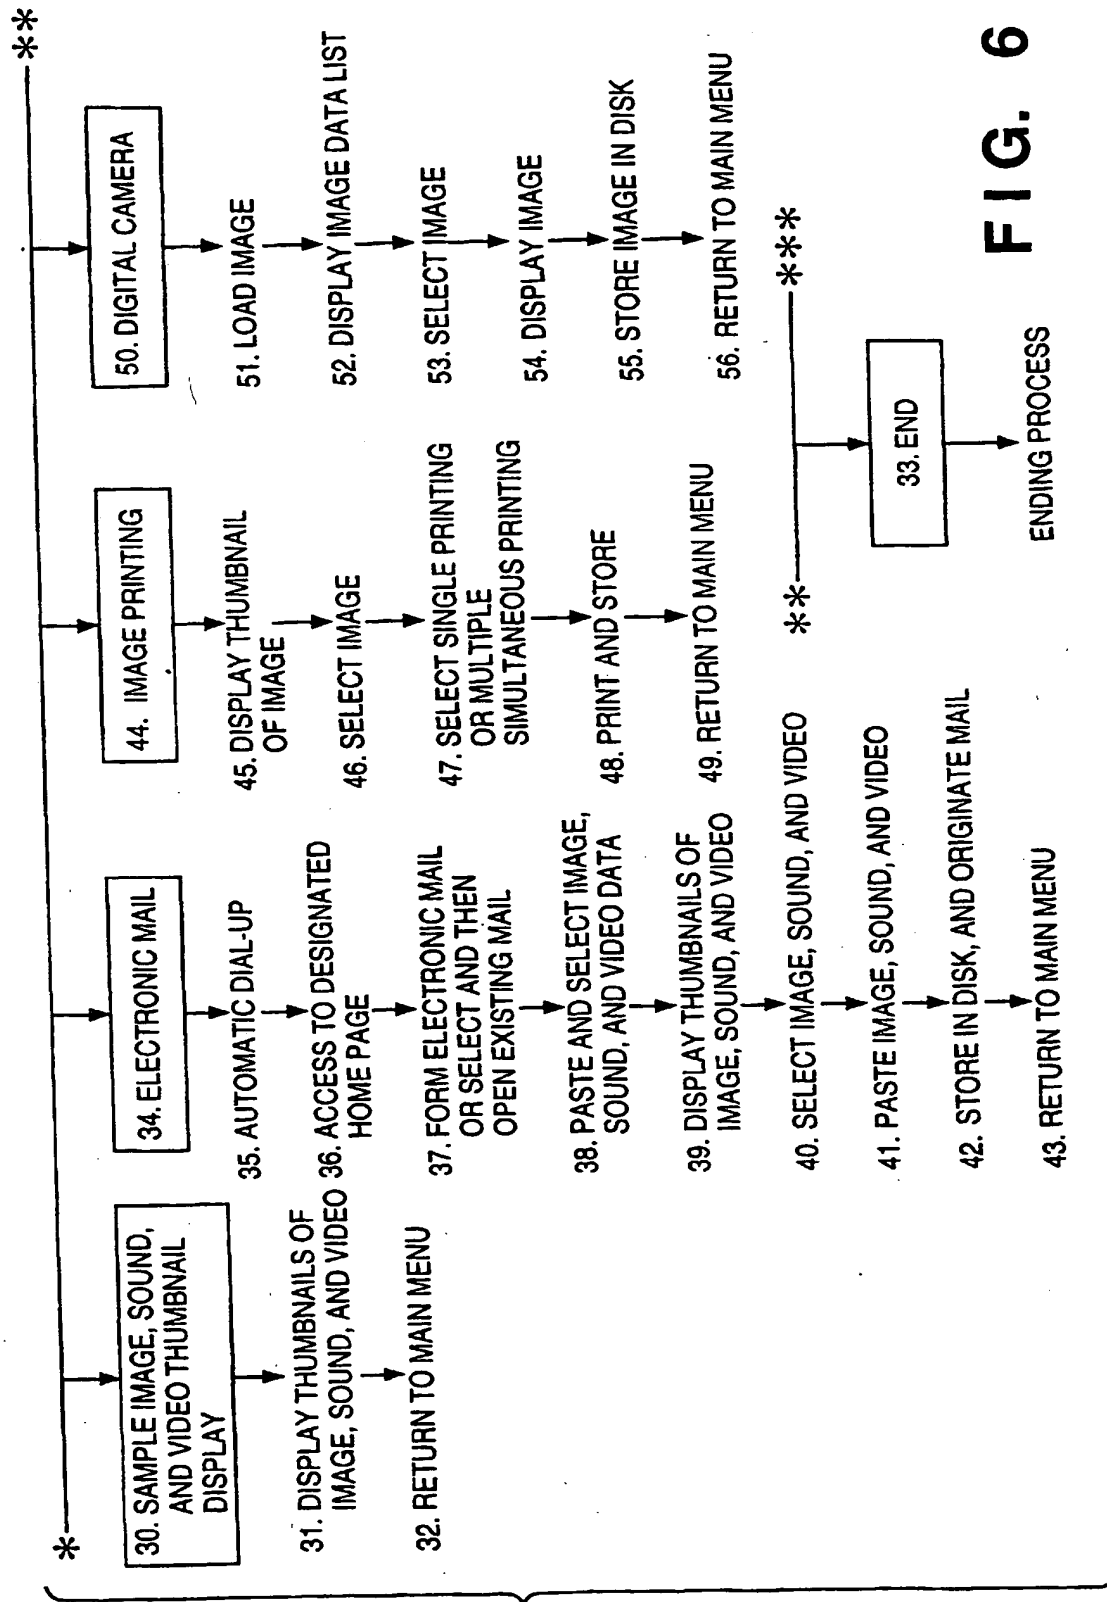 *
**
30. SAMPLE IMAGE, SOUND,
AND VIDEO THUMBNAIL
DISPLAY
31. DISPLAY THUMBNAILS OF
IMAGE, SOUND, AND VIDEO
32. RETURN TO MAIN MENU
34. ELECTRONIC MAIL
35. AUTOMATIC DIAL-UP
36. ACCESS TO DESIGNATED
HOME PAGE
37. FORM ELECTRONIC MAIL
OR SELECT AND THEN
OPEN EXISTING MAIL
38. PASTE AND SELECT IMAGE,
SOUND, AND VIDEO DATA
39. DISPLAY THUMBNAILS OF
IMAGE, SOUND, AND VIDEO
40. SELECT IMAGE, SOUND, AND VIDEO
41. PASTE IMAGE, SOUND, AND VIDEO
42. STORE IN DISK, AND ORIGINATE MAIL
43. RETURN TO MAIN MENU
44. IMAGE PRINTING
45. DISPLAY THUMBNAIL
OF IMAGE
46. SELECT IMAGE
47. SELECT SINGLE PRINTING
OR MULTIPLE
SIMULTANEOUS PRINTING
48. PRINT AND STORE
49. RETURN TO MAIN MENU
50. DIGITAL CAMERA
51. LOAD IMAGE
52. DISPLAY IMAGE DATA LIST
53. SELECT IMAGE
54. DISPLAY IMAGE
55. STORE IMAGE IN DISK
56. RETURN TO MAIN MENU
**
***
33. END
ENDING PROCESS
FIG. 6